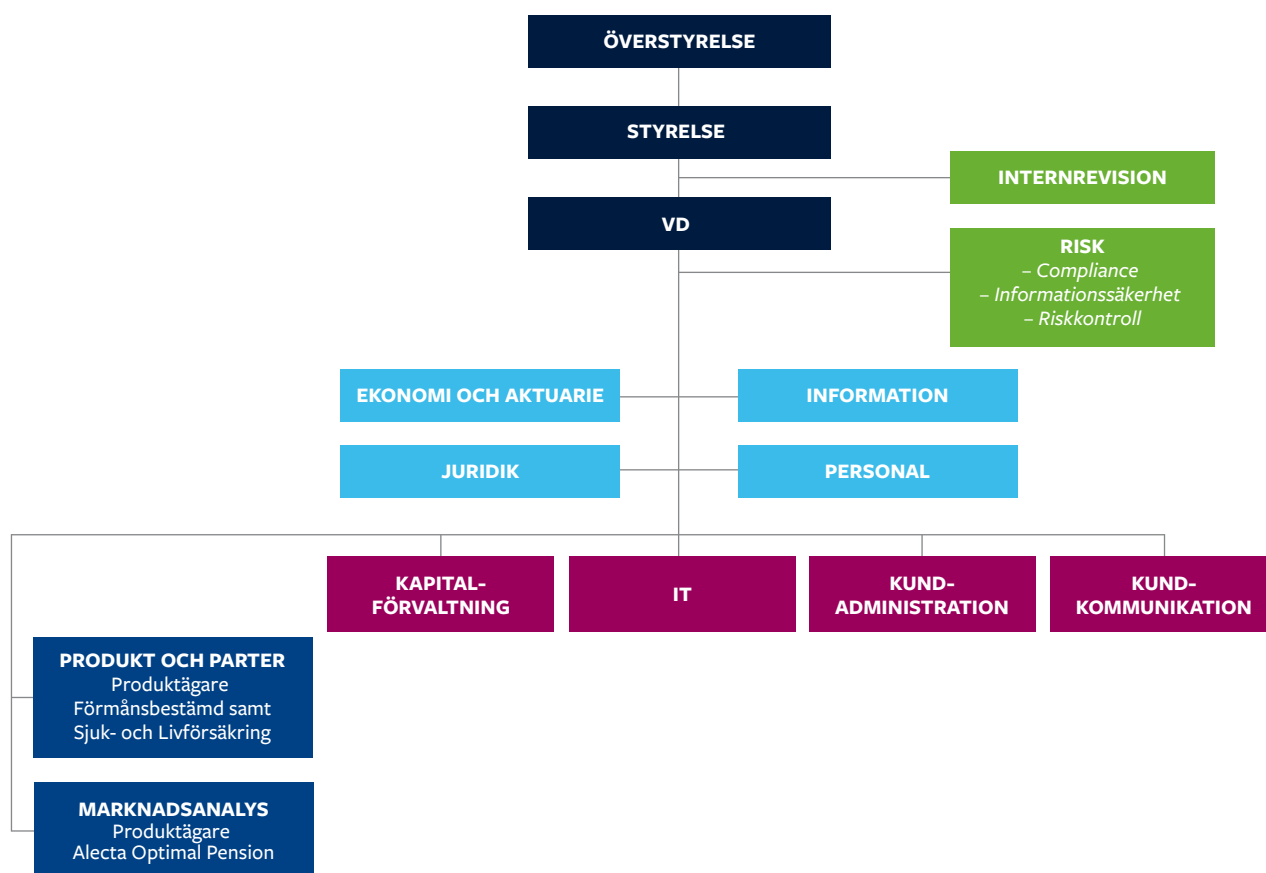 ÖVERSTYRELSE
STYRELSE
INTERNREVISION
VD
RISK
– Compliance
– Informationssäkerhet
– Riskkontroll
EKONOMI OCH AKTUARIE
INFORMATION
JURIDIK
PERSONAL
KAPITAL-
FÖRVALTNING
IT
KUND-
ADMINISTRATION
KUND-
KOMMUNIKATION
PRODUKT OCH PARTER
Produktägare
Förmånsbestämd samt
Sjuk- och Livförsäkring
MARKNADSANALYS
Produktägare
Alecta Optimal Pension